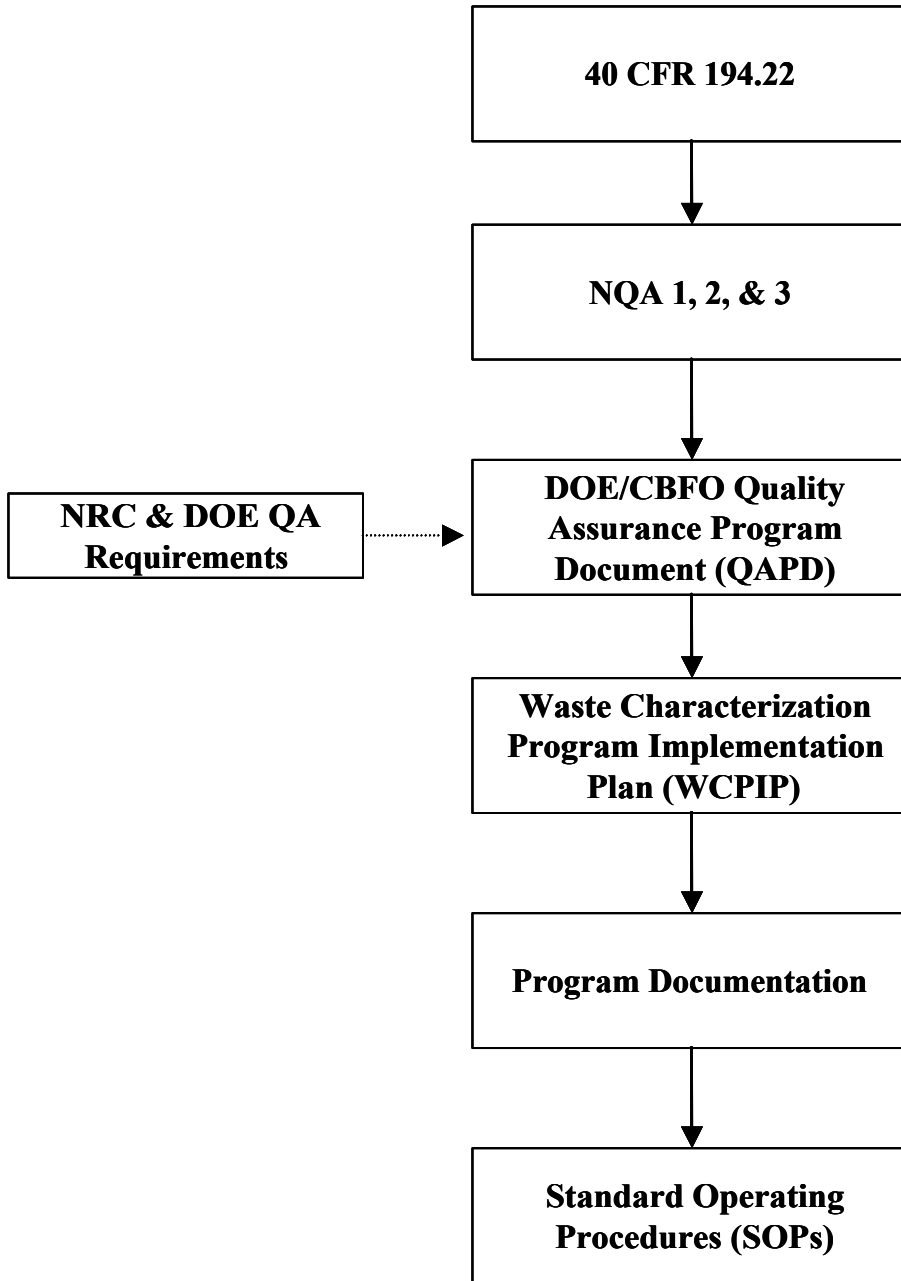 40 CFR 194.22
NQA 1, 2, & 3
NRC & DOE QA
Requirements
DOE/CBFO Quality
Assurance Program
Document (QAPD)
Waste Characterization
Program Implementation
Plan (WCPIP)
Program Documentation
Standard Operating
Procedures (SOPs)